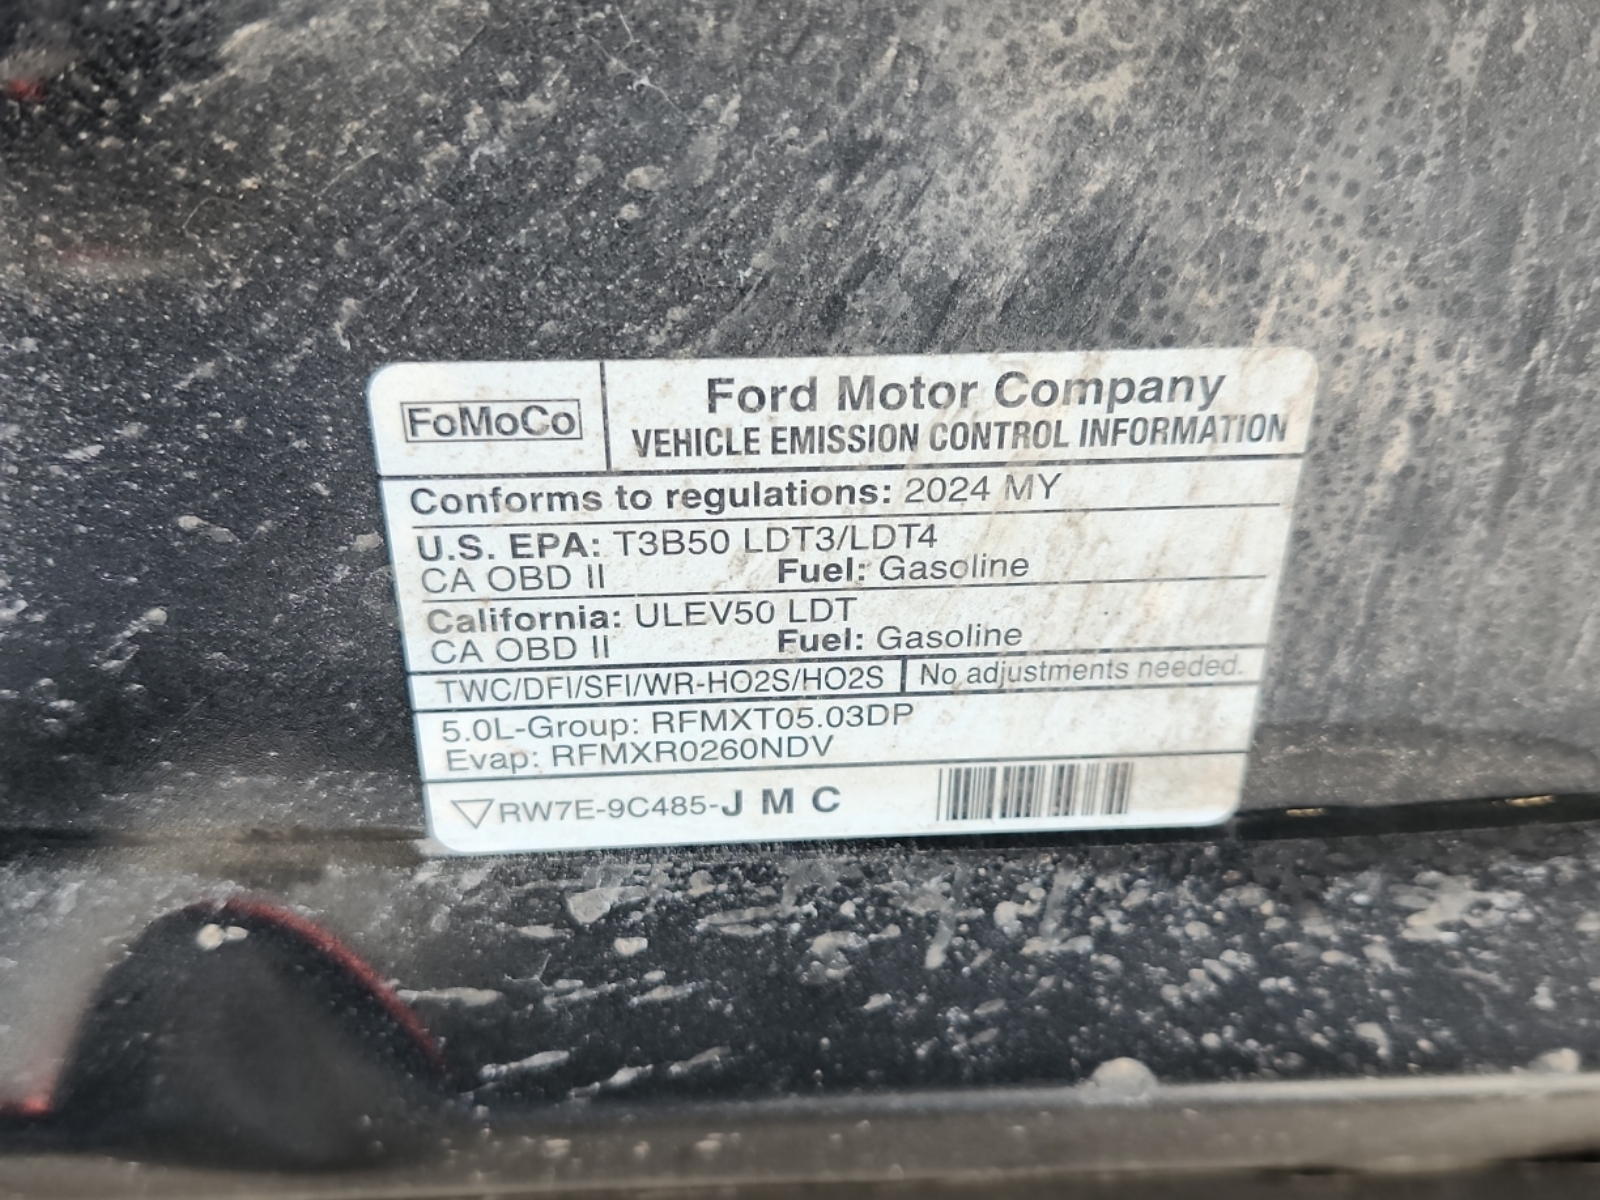 FoMoCo
Ford Motor Company
VEHICLE EMISSION CONTROL INFORMATION
Conforms to regulations: 2024 MY
U.S. EPA: T3B50 LDT3/LDT4
CA OBD II Fuel: Gasoline
California: ULEV50 LDT
CA OBD II Fuel: Gasoline
TWC/DFI/SFI/WR-HO2S/HO2S No adjustments needed.
5.0L-Group: RFMXT05.03DP
Evap: RFMXR0260NDV
RW7E-9C485-J M C